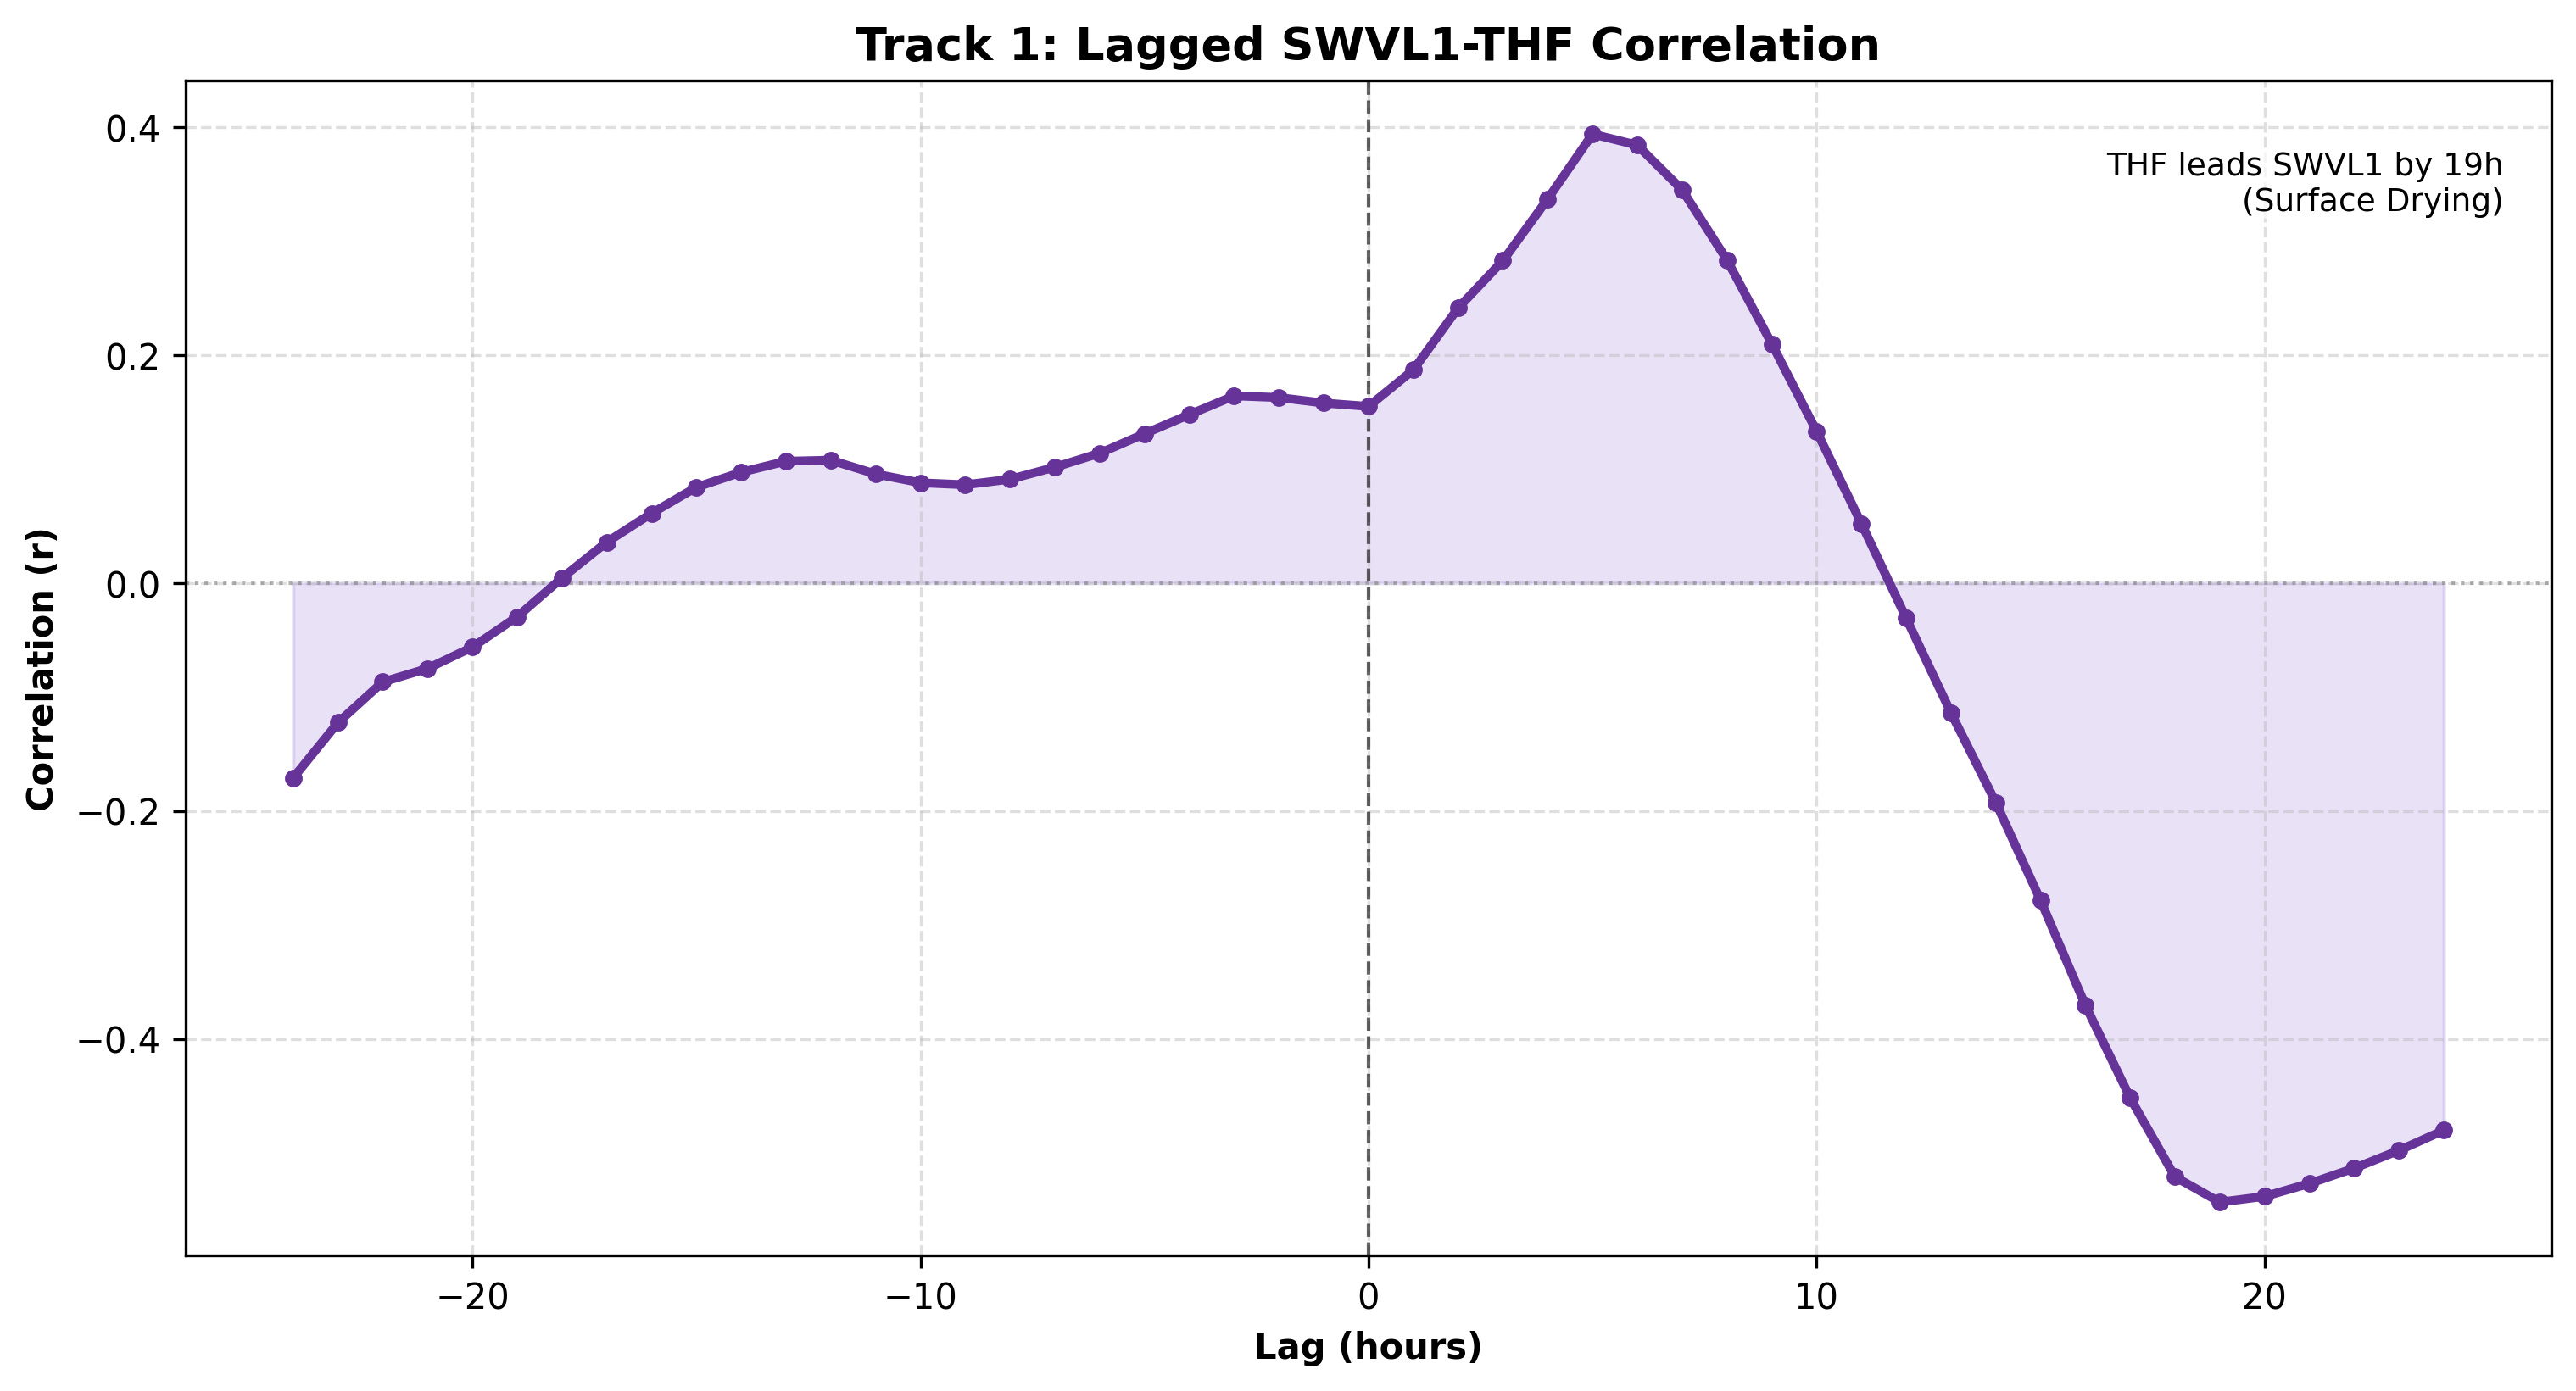 Track 1: Lagged SWVL1-THF Correlation
THF leads SWVL1 by 19h
(Surface Drying)
Correlation (r)
0.4
0.2
0.0
−0.2
−0.4
−20
−10
0
10
20
Lag (hours)